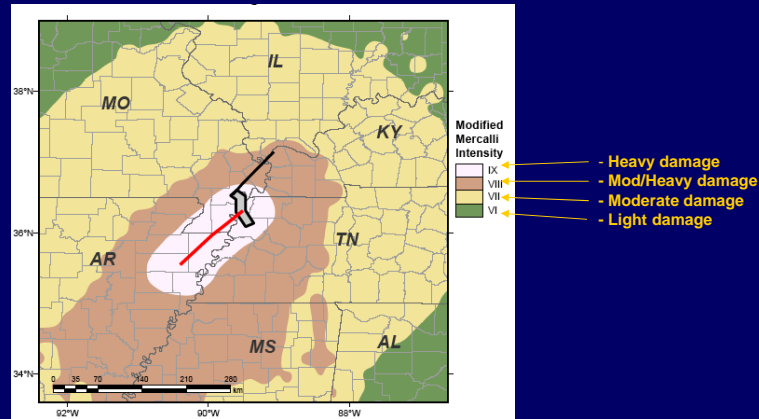 IL
MO
38°N
KY
Modified
Mercalli
Intensity
IX
VIII
VII
VI
- Heavy damage
- Mod/Heavy damage
- Moderate damage
- Light damage
36°N
TN
AR
MS
AL
34°N
0 35 70 140 210 280
km
92°W 90°W 88°W